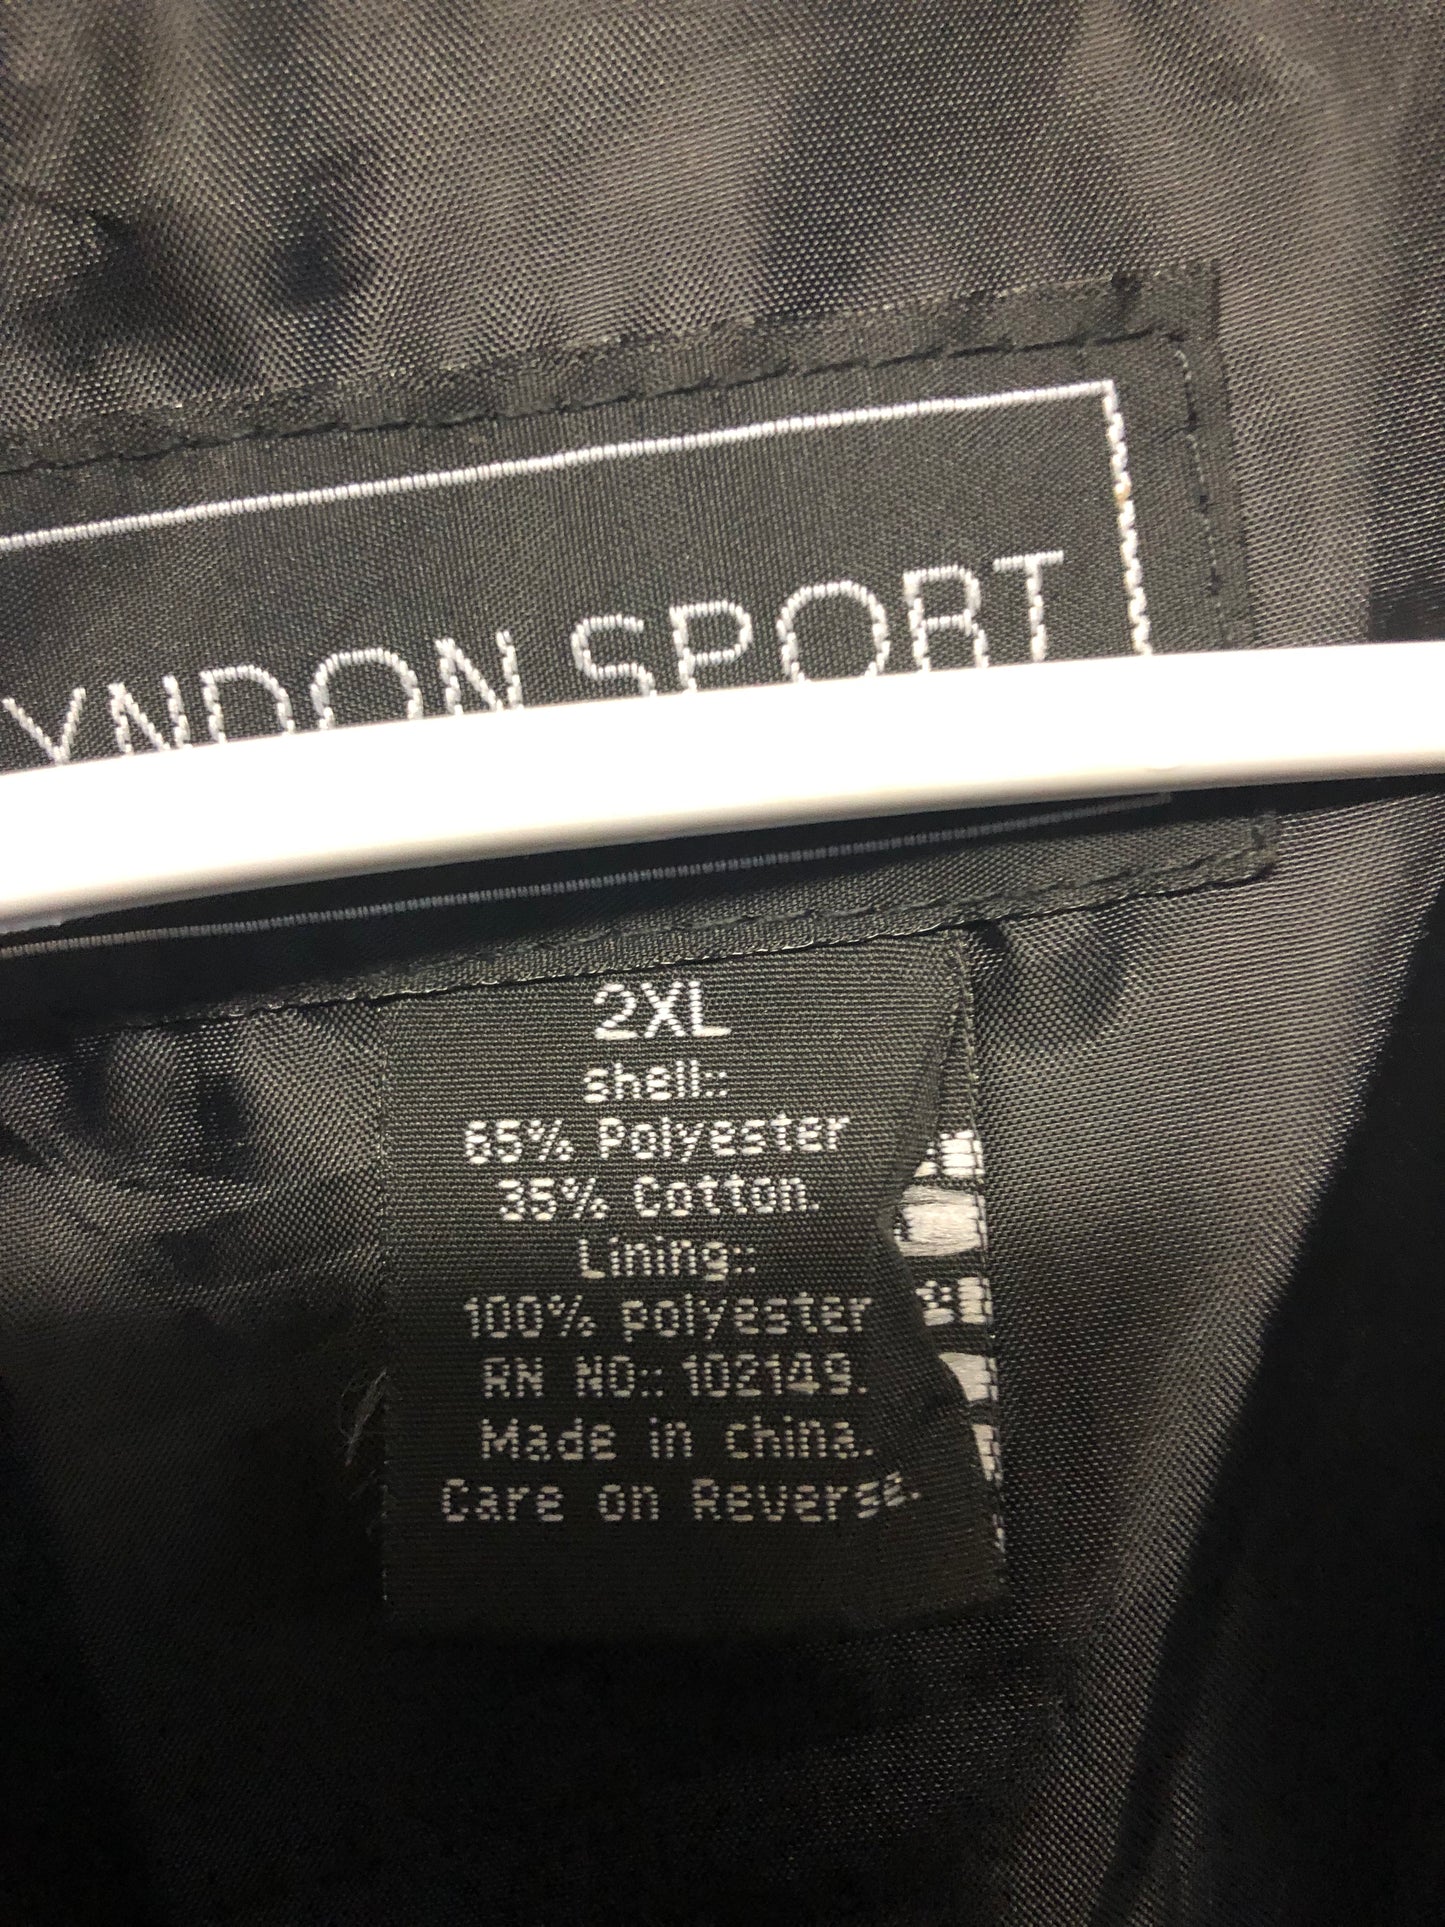 YNDON SPORT
2XL
shell::
65% Polyester
35% Cotton.
Lining::
100% polyester
RN NO:: 102149.
Made in china.
Care on Reverse.